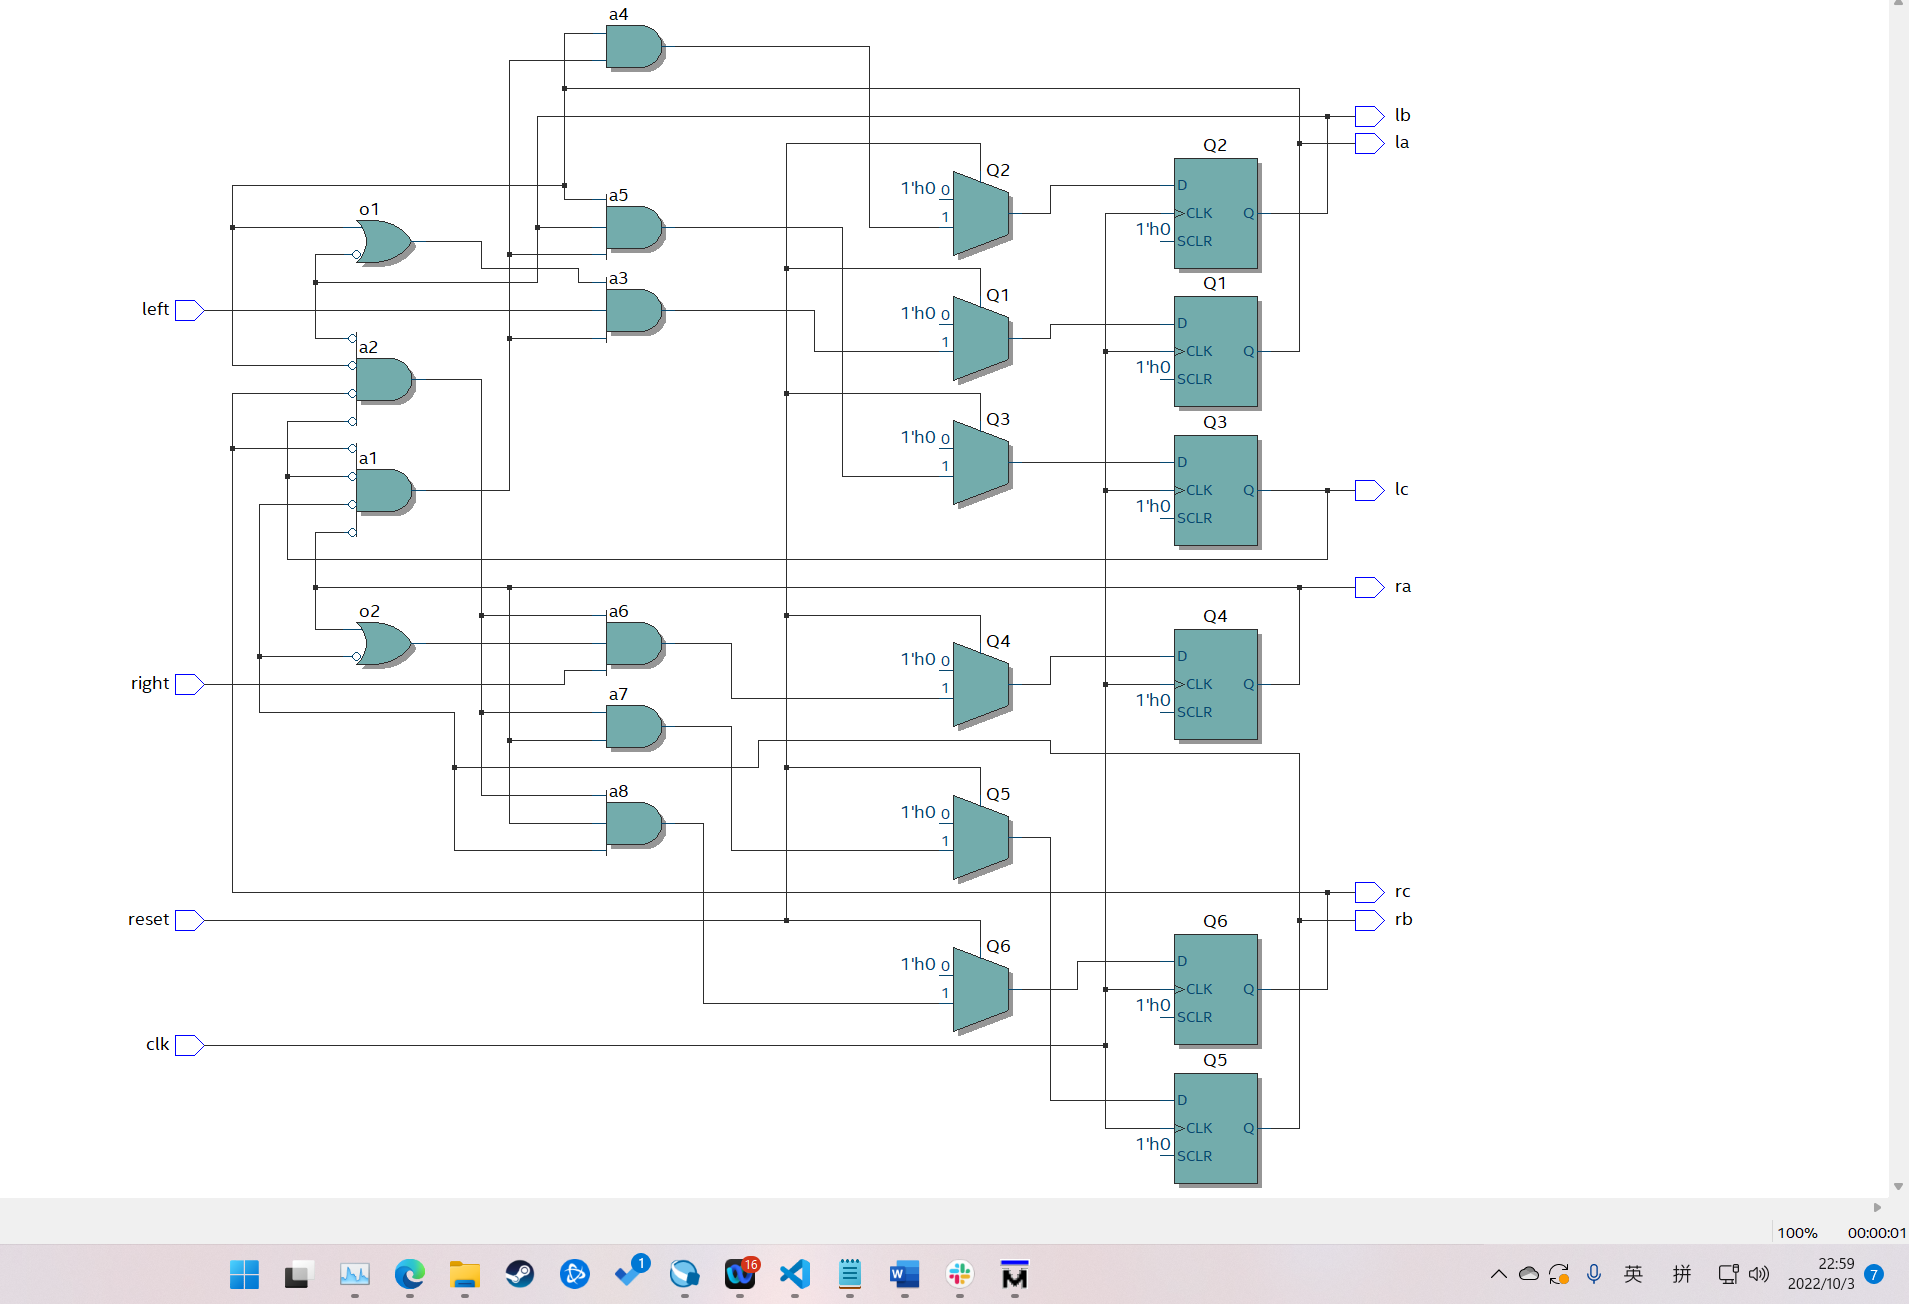 a4
lb
la
Q2
Q2
1'h0 0
1
D
CLK Q
1'h0
SCLR
a5
o1
a3
left
Q1
Q1
1'h0 0
1
D
CLK Q
1'h0
SCLR
a2
Q3
Q3
1'h0 0
1
D
CLK Q
1'h0
SCLR
a1
lc
ra
o2
a6
Q4
Q4
1'h0 0
1
D
CLK Q
1'h0
SCLR
right
a7
a8
Q5
1'h0 0
1
rc
reset
rb
Q6
Q6
1'h0 0
1
D
CLK Q
1'h0
SCLR
clk
Q5
D
CLK Q
1'h0
SCLR
100% 00:00:01
1
16
W
英
拼
22:59
2022/10/3
7